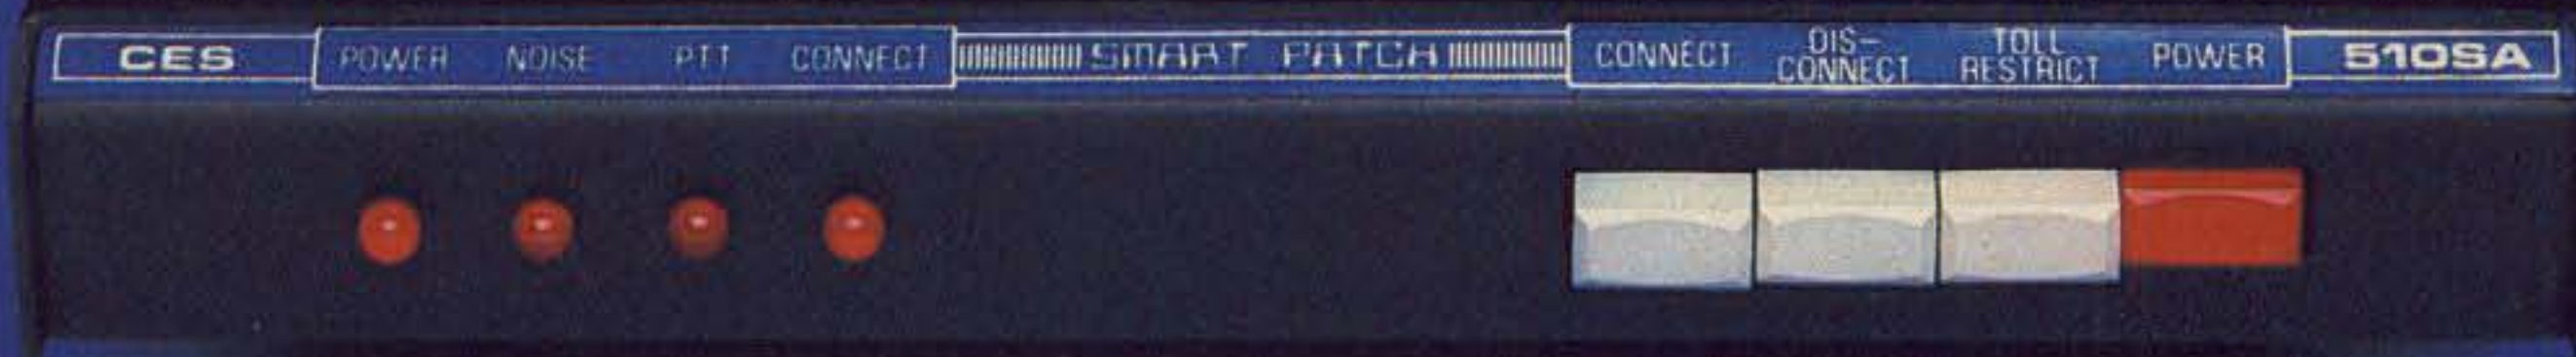 CES
POWER NOISE PTT CONNECT
SMART PATCH
CONNECT
DIS-
CONNECT
TOLL
RESTRICT
POWER
510SA